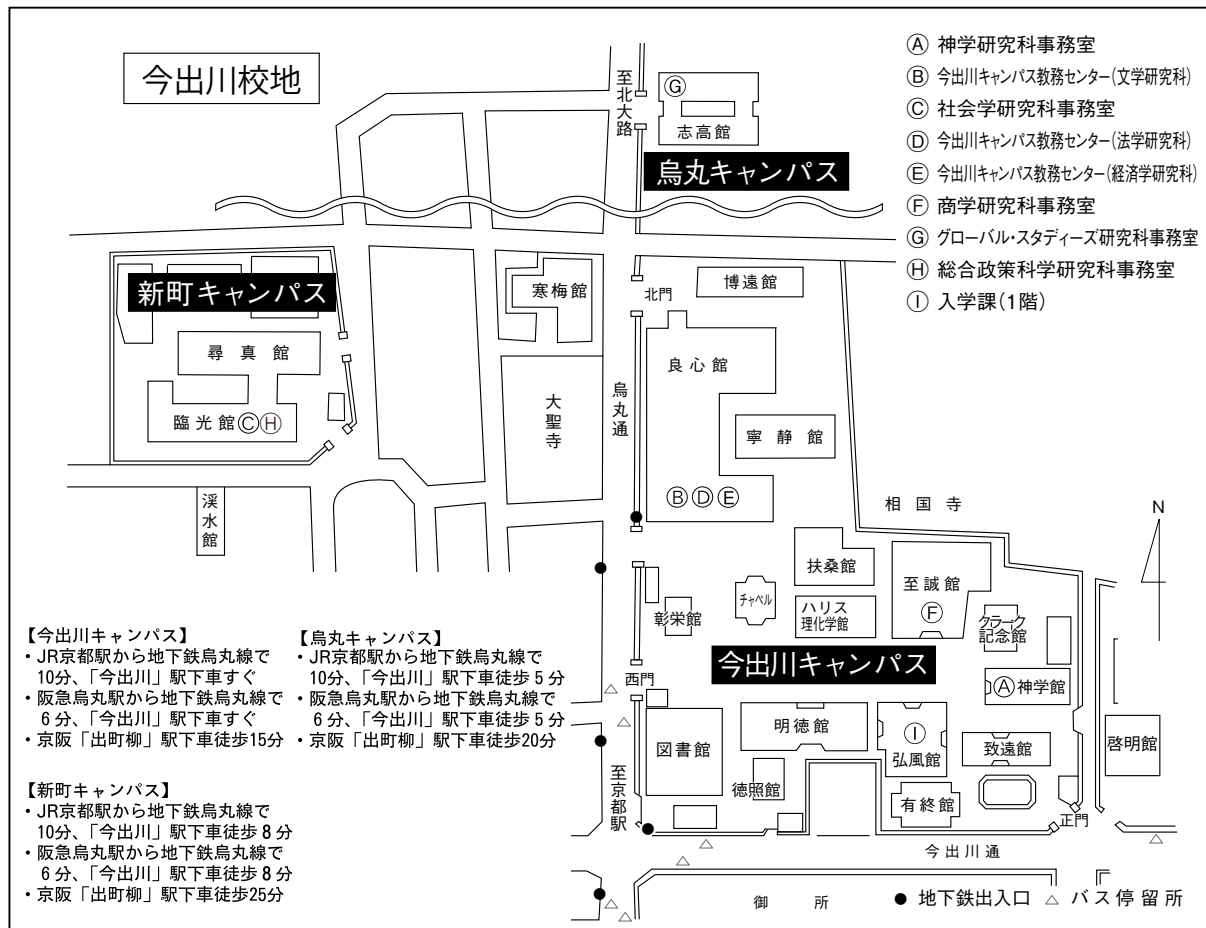 今出川校地
至北大路
Ⓖ
志高館
烏丸キャンパス
Ⓐ 神学研究科事務室
Ⓑ 今出川キャンパス教務センター(文学研究科)
Ⓒ 社会学研究科事務室
Ⓓ 今出川キャンパス教務センター(法学研究科)
Ⓔ 今出川キャンパス教務センター(経済学研究科)
Ⓕ 商学研究科事務室
Ⓖ グローバル・スタディーズ研究科事務室
Ⓗ 総合政策科学研究科事務室
Ⓘ 入学課(1階)
新町キャンパス
尋真館
臨光館ⒸⒽ
渓水館
寒梅館
大聖寺
烏丸通
北門
博遠館
良心館
寧静館
ⒷⒹⒺ
相国寺
N
扶桑館
至誠館
Ⓕ
チャペル
ハリス
理化学館
彰栄館
クラーク
記念館
今出川キャンパス
西門
Ⓐ神学館
図書館
明徳館
Ⓘ
弘風館
致遠館
啓明館
徳照館
有終館
至京都駅
正門
今出川通
御所
● 地下鉄出入口 △ バス停留所
【今出川キャンパス】
・JR京都駅から地下鉄烏丸線で
10分、「今出川」駅下車すぐ
・阪急烏丸駅から地下鉄烏丸線で
6分、「今出川」駅下車すぐ
・京阪「出町柳」駅下車徒歩15分
【烏丸キャンパス】
・JR京都駅から地下鉄烏丸線で
10分、「今出川」駅下車徒歩5分
・阪急烏丸駅から地下鉄烏丸線で
6分、「今出川」駅下車徒歩5分
・京阪「出町柳」駅下車徒歩20分
【新町キャンパス】
・JR京都駅から地下鉄烏丸線で
10分、「今出川」駅下車徒歩8分
・阪急烏丸駅から地下鉄烏丸線で
6分、「今出川」駅下車徒歩8分
・京阪「出町柳」駅下車徒歩25分